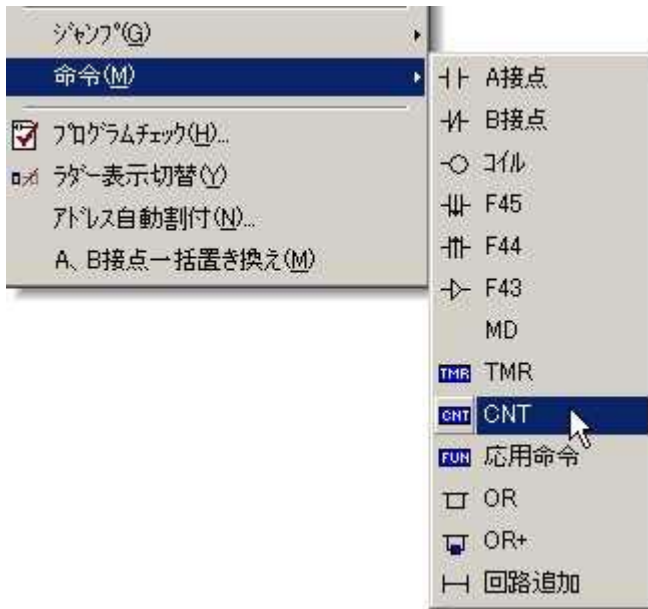 ｼﾞｬﾝﾌﾟ(G)
命令(M)
ﾌﾟﾛｸﾞﾗﾑﾁｪｯｸ(H)...
ﾗﾀﾞｰ表示切替(Y)
ｱﾄﾞﾚｽ自動割付(N)...
A、B接点一括置き換え(M)
A接点
B接点
ｺｲﾙ
F45
F44
F43
MD
TMR TMR
CNT CNT
FUN 応用命令
OR
OR+
回路追加